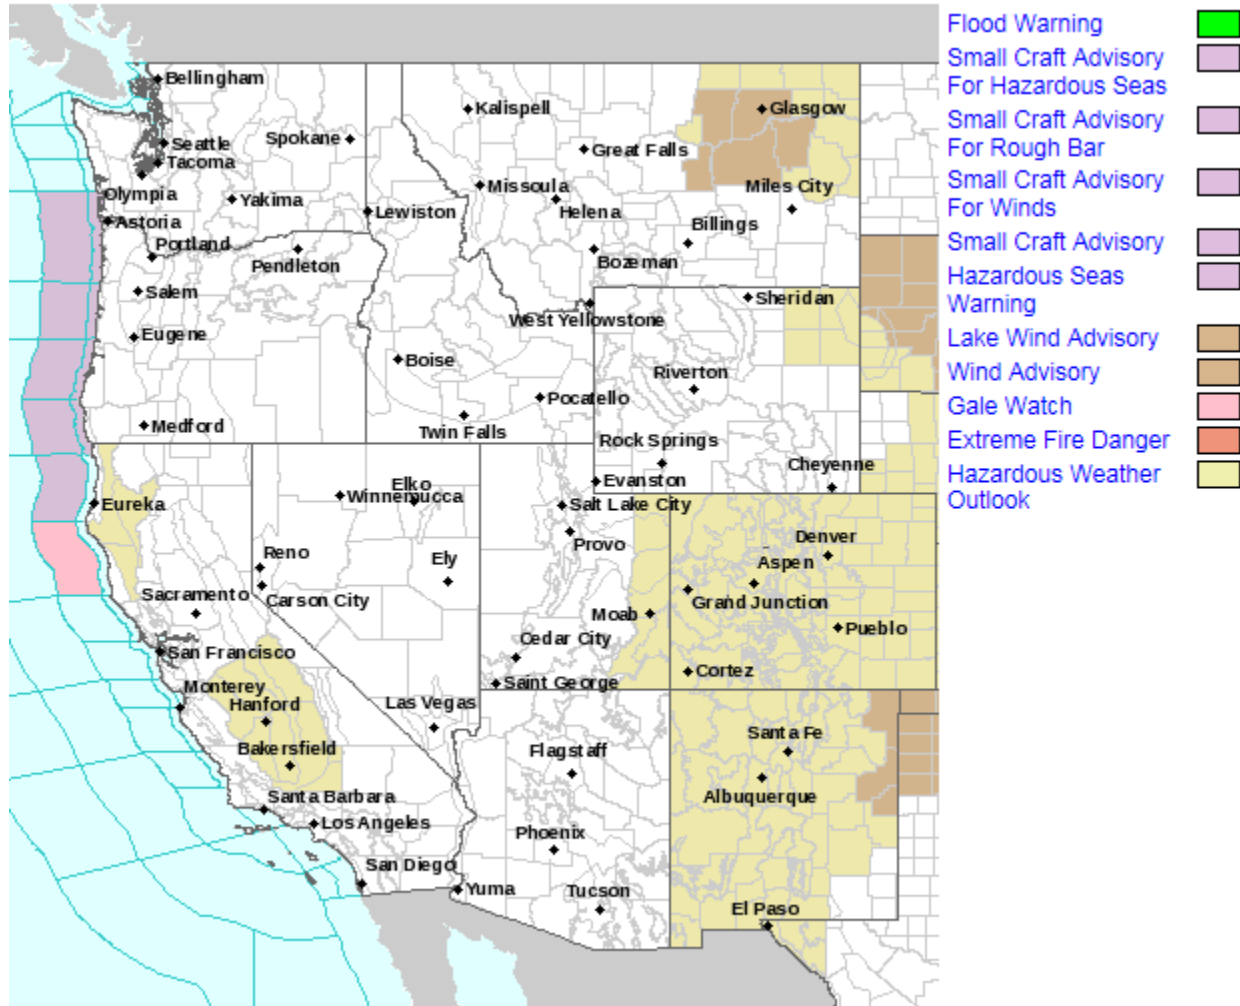 Bellingham
Kalispell
Glasgow
Seattle
Spokane
Great Falls
Tacoma
Olympia
Missoula
Miles City
Yakima
Helena
Lewiston
Astoria
Billings
Portland
Pendleton
Bozeman
Salem
Sheridan
West Yellowstone
Eugene
Boise
Riverton
Pocatello
Medford
Twin Falls
Rock Springs
Cheyenne
Elko
Evanston
Winnemucca
Eureka
Salt Lake City
Denver
Provo
Reno
Ely
Aspen
Sacramento
Carson City
Grand Junction
Moab
Pueblo
Cedar City
San Francisco
Cortez
Saint George
Monterey
Hanford
Las Vegas
Santa Fe
Bakersfield
Flagstaff
Albuquerque
Santa Barbara
Los Angeles
Phoenix
San Diego
Yuma
Tucson
El Paso
Flood Warning
Small Craft Advisory
For Hazardous Seas
Small Craft Advisory
For Rough Bar
Small Craft Advisory
For Winds
Small Craft Advisory
Hazardous Seas
Warning
Lake Wind Advisory
Wind Advisory
Gale Watch
Extreme Fire Danger
Hazardous Weather
Outlook